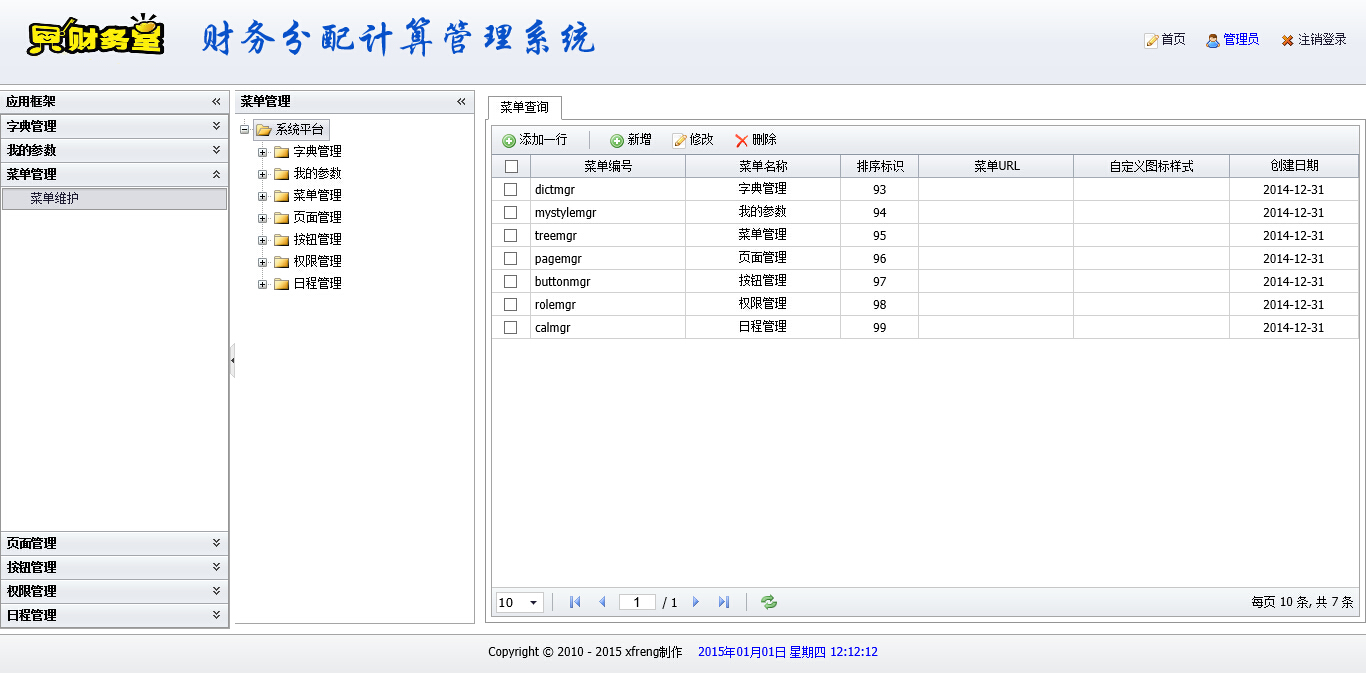 贝财务堂 财务分配计算管理系统 首页 管理员 注销登录
应用框架
字典管理
我的参数
菜单管理
菜单维护
页面管理
按钮管理
权限管理
日程管理
菜单管理
系统平台
字典管理
我的参数
菜单管理
页面管理
按钮管理
权限管理
日程管理
菜单查询
添加一行 新增 修改 删除
菜单编号 菜单名称 排序标识 菜单URL 自定义图标样式 创建日期
dictmgr 字典管理 93 2014-12-31
mystylemgr 我的参数 94 2014-12-31
treemgr 菜单管理 95 2014-12-31
pagemgr 页面管理 96 2014-12-31
buttonmgr 按钮管理 97 2014-12-31
rolemgr 权限管理 98 2014-12-31
calmgr 日程管理 99 2014-12-31
10 1 / 1 每页 10 条, 共 7 条
Copyright © 2010 - 2015 xfreng制作 2015年01月01日 星期四 12:12:12